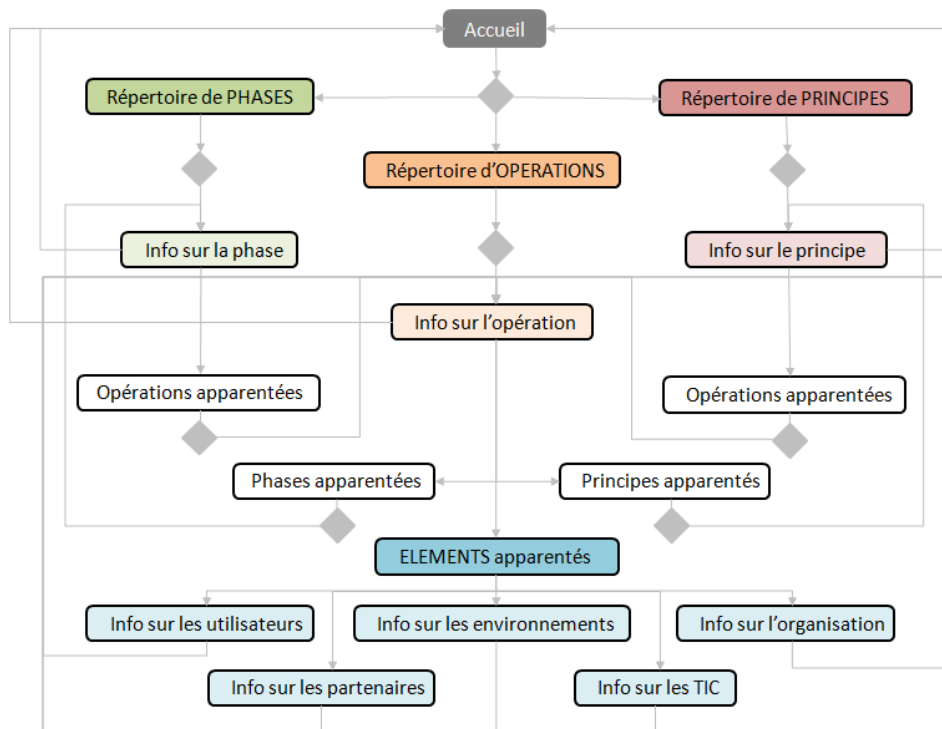 Accueil
Répertoire de PHASES
Répertoire de PRINCIPES
Répertoire d'OPERATIONS
Info sur la phase
Info sur le principe
Info sur l'opération
Opérations apparentées
Opérations apparentées
Phases apparentées
Principes apparentés
ELEMENTS apparentés
Info sur les utilisateurs
Info sur les environnements
Info sur l'organisation
Info sur les partenaires
Info sur les TIC